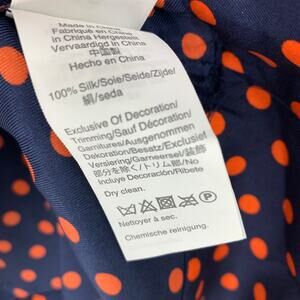 Made in China
Fabriqué en Chine
In China Hergestellt
Vervaardigd in China
中国製
Hecho en China
100% Silk/Soie/Seide/Zijde/
絹/seda
Exclusive Of Decoration/
Trimming/Sauf Décoration/
Garnitures/Ausgenommen
Dekoration/Besatz/Exclusief
Versiering/Garneersel/装飾
部分を除く/トリム部/No
Incluye Decoración/Ribete
Dry clean.
Nettoyer à sec.
Chemische reinigung.